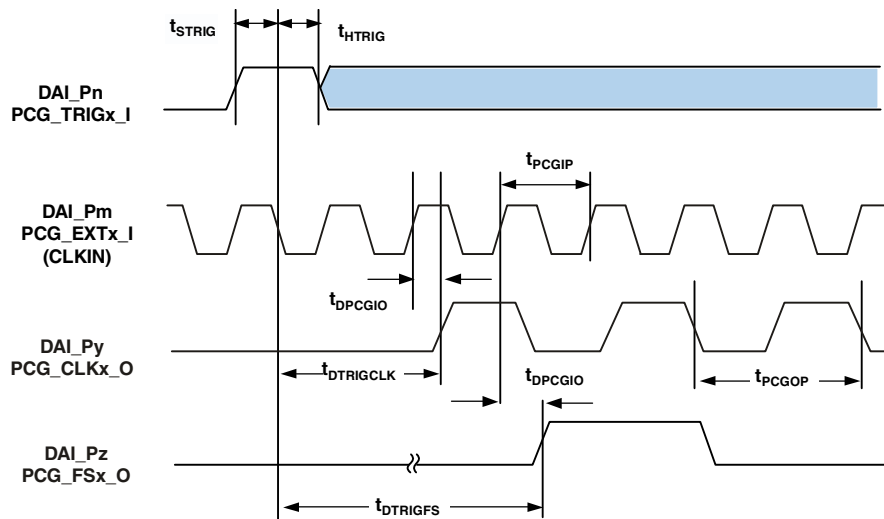 tSTRIG
tHTRIG
DAI_Pn
PCG_TRIGx_I
tPCGIP
DAI_Pm
PCG_EXTx_I
(CLKIN)
tDPCGIO
DAI_Py
PCG_CLKx_O
tDTRIGCLK
tDPCGIO
tPCGOP
DAI_Pz
PCG_FSx_O
tDTRIGFS